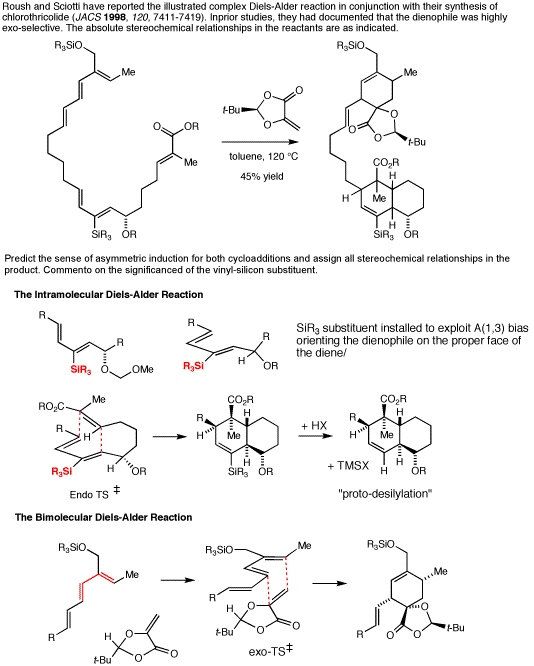 Roush and Sciotti have reported the illustrated complex Diels-Alder reaction in conjunction with their synthesis of
chlorothricolide (JACS 1998, 120, 7411-7419). Inprior studies, they had documented that the dienophile was highly
exo-selective. The absolute stereochemical relationships in the reactants are as indicated.
R3SiO
Me
t-Bu
O
O
O
CO2R
Me
SiR3
OR
toluene, 120 °C
45% yield
R3SiO
Me
O
O
O
t-Bu
CO2R
H
H
Me
H
SiR3
OR
Predict the sense of asymmetric induction for both cycloadditions and assign all stereochemical relationships in the
product. Commento on the significanced of the vinyl-silicon substituent.
The Intramolecular Diels-Alder Reaction
R
R
SiR3
O
OMe
R
R
H
R3Si
OR
SiR3 substituent installed to exploit A(1,3) bias
orienting the dienophile on the proper face of
the diene/
RO2C
Me
R
H
H
R3Si
OR
Endo TS ‡
CO2R
R
H
H
Me
H
SiR3
OR
+ HX
+ TMSX
CO2R
R
H
H
Me
H
H
OR
"proto-desilylation"
The Bimolecular Diels-Alder Reaction
R3SiO
Me
R
H
O
O
O
t-Bu
R3SiO
Me
R
H
O
O
O
t-Bu
exo-TS‡
R3SiO
Me
R
O
O
O
t-Bu